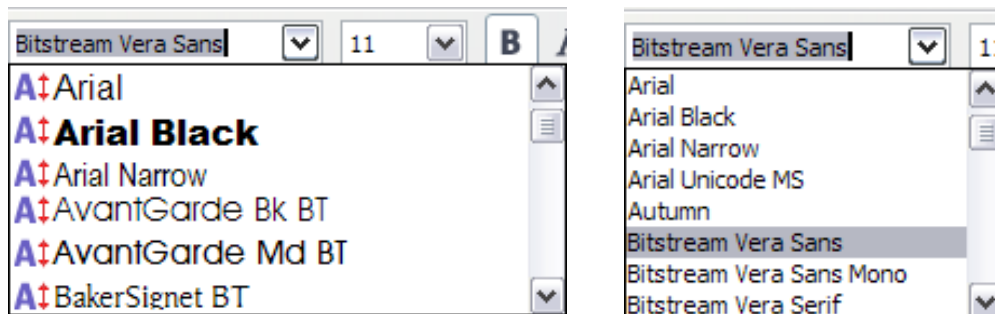 Bitstream Vera Sans 11 B
Arial
Arial Black
Arial Narrow
AvantGarde Bk BT
AvantGarde Md BT
BakerSignet BT
Bitstream Vera Sans
Arial
Arial Black
Arial Narrow
Arial Unicode MS
Autumn
Bitstream Vera Sans
Bitstream Vera Sans Mono
Bitstream Vera Serif